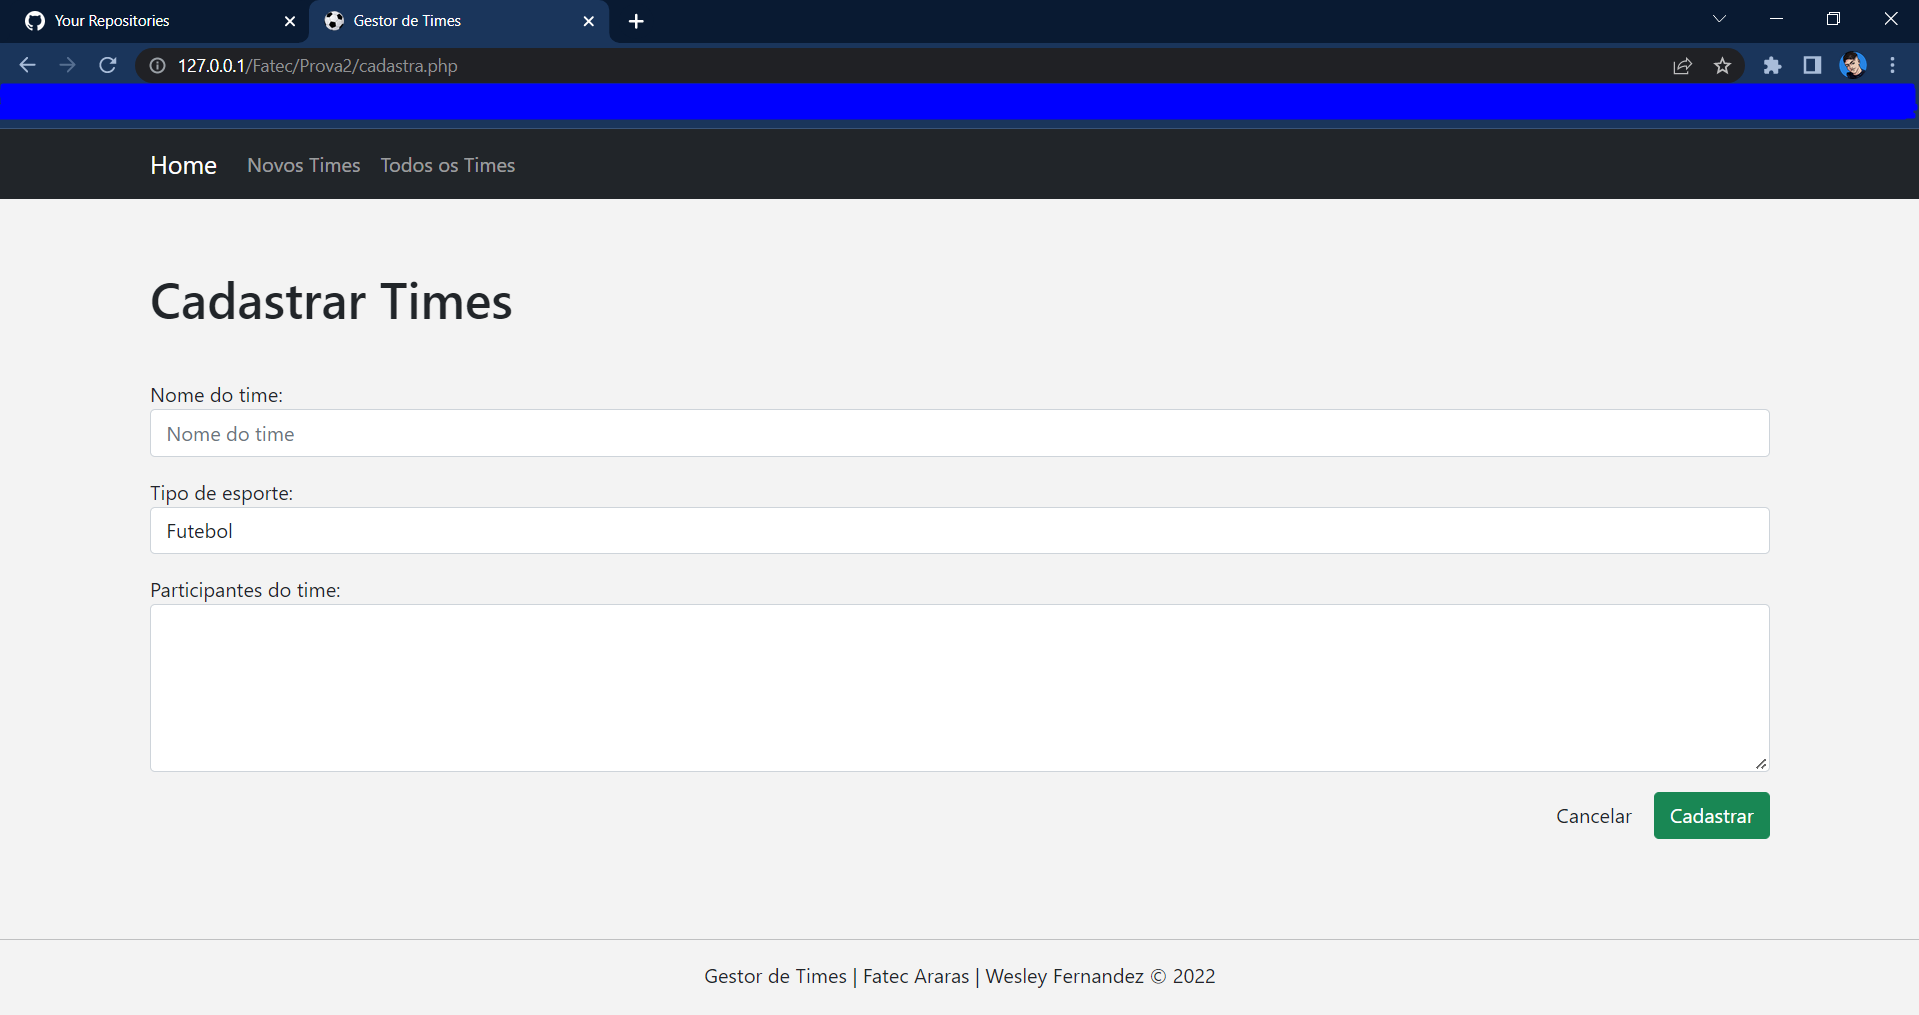 Your Repositories
Gestor de Times
127.0.0.1/Fatec/Prova2/cadastra.php
Home Novos Times Todos os Times
Cadastrar Times
Nome do time:
Nome do time
Tipo de esporte:
Futebol
Participantes do time:
Cancelar Cadastrar
Gestor de Times | Fatec Araras | Wesley Fernandez © 2022